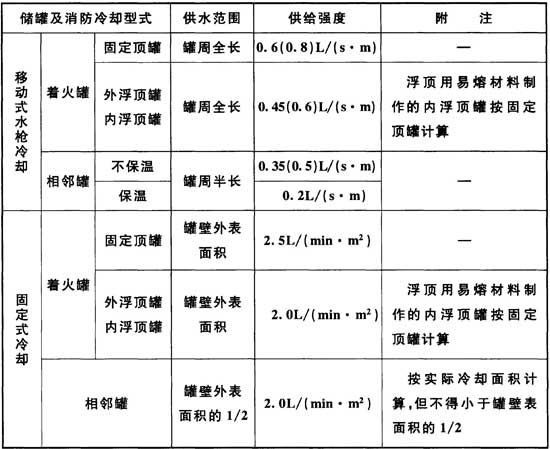 储罐及消防冷却型式 供水范围 供给强度 附 注
移动式水枪冷却 着火罐 固定顶罐 罐周全长 0.6(0.8)L/(s·m) —
外浮顶罐
内浮顶罐
罐周全长 0.45(0.6)L/(s·m)
浮顶用易熔材料制
作的内浮顶罐按固定
顶罐计算
相邻罐 不保温 罐周半长 0.35(0.5)L/(s·m) —
保温 0.2L/(s·m)
固定式冷却 着火罐 固定顶罐
罐壁外表
面积
2.5L/(min·m²) —
外浮顶罐
内浮顶罐
罐壁外表
面积
2.0L/(min·m²)
浮顶用易熔材料制
作的内浮顶罐按固定
顶罐计算
相邻罐
罐壁外表
面积的1/2
2.0L/(min·m²)
按实际冷却面积计
算,但不得小于罐壁表
面积的1/2